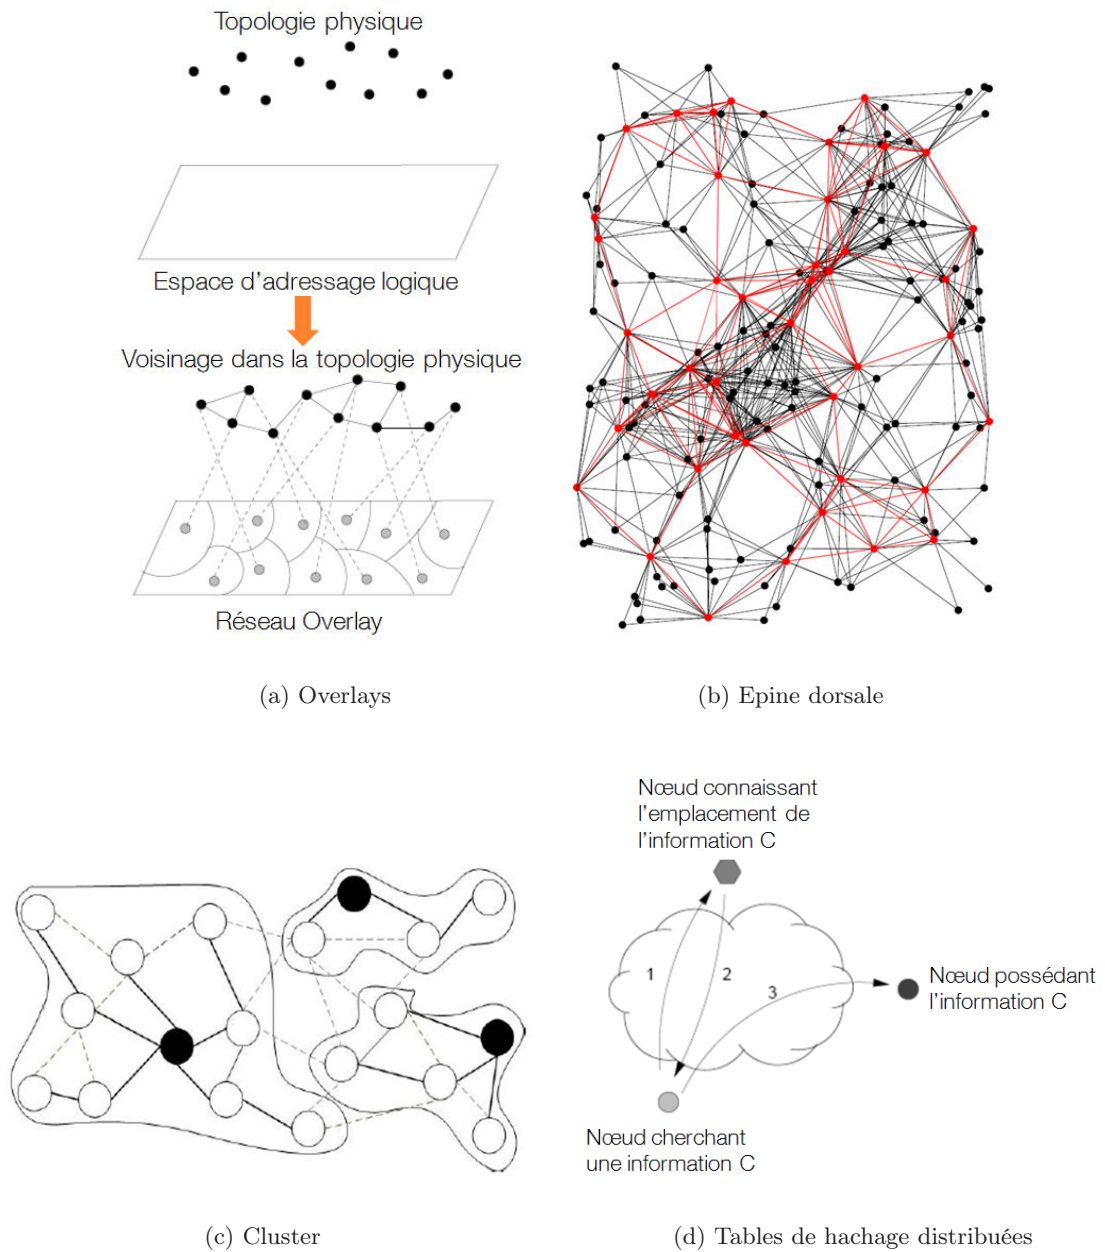 Topologie physique
Espace d'adressage logique
Voisinage dans la topologie physique
Réseau Overlay
(a) Overlays
(b) Epine dorsale
Nœud connaissant
l'emplacement de
l'information C
1
2
3
Nœud possédant
l'information C
Nœud cherchant
une information C
(c) Cluster
(d) Tables de hachage distribuées